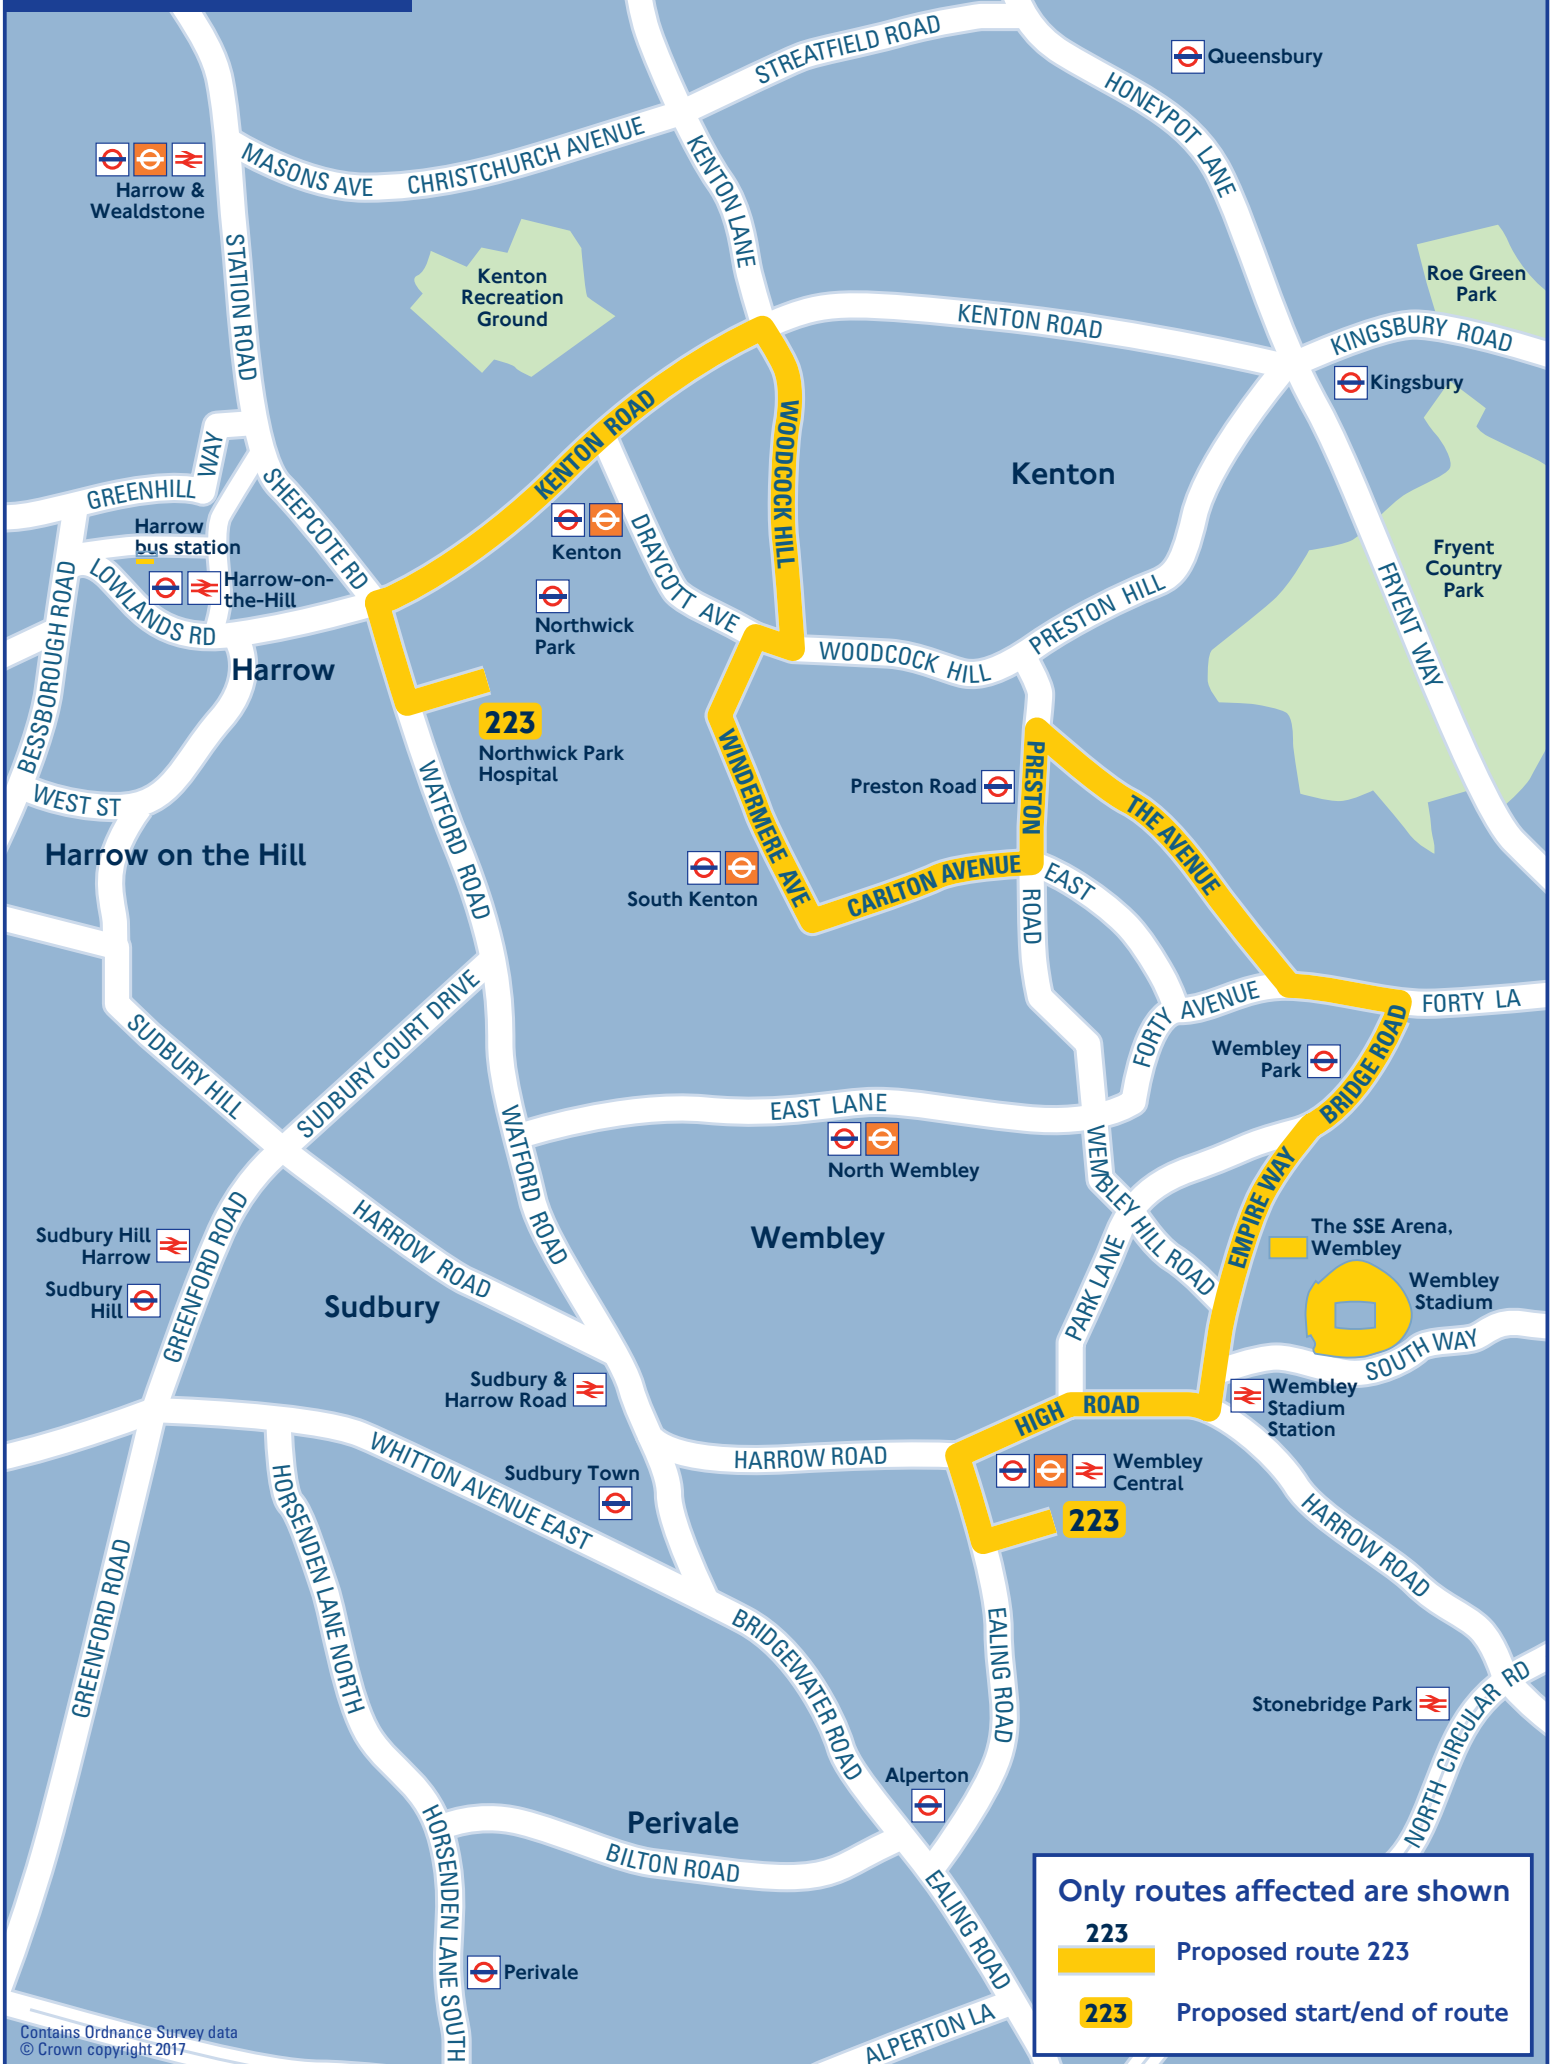 STREATFIELD ROAD
Queensbury
HONEYPOT LANE
MASONS AVE
CHRISTCHURCH AVENUE
KENTON LANE
Harrow &
Wealdstone
STATION ROAD
Kenton
Recreation
Ground
Roe Green
Park
KENTON ROAD
KINGSBURY ROAD
Kingsbury
KENTON ROAD
WOODCOCK HILL
Kenton
GREENHILL WAY
SHEEPCOTE RD
Harrow
bus station
Harrow-on-
the-Hill
LOWLANDS RD
BESSBOROUGH ROAD
Kenton
DRAYCOTT AVE
Northwick
Park
Fryent
Country
Park
FRYENT WAY
PRESTON HILL
WOODCOCK HILL
Harrow
223
Northwick Park
Hospital
WATFORD ROAD
WINDERMERE AVE
Preston Road
PRESTON
ROAD
THE AVENUE
WEST ST
Harrow on the Hill
South Kenton
CARLTON AVENUE
EAST
SUDBURY COURT DRIVE
SUDBURY HILL
FORTY AVENUE
FORTY LA
Wembley
Park
BRIDGE ROAD
EAST LANE
North Wembley
WATFORD ROAD
WEMBLEY HILL ROAD
EMPIRE WAY
Wembley
The SSE Arena,
Wembley
Wembley
Stadium
PARK LANE
SOUTH WAY
HARROW ROAD
GREENFORD ROAD
Sudbury Hill
Harrow
Sudbury
Hill
Sudbury
Sudbury &
Harrow Road
Wembley
Stadium
Station
HIGH ROAD
HARROW ROAD
Wembley
Central
223
WHITTON AVENUE EAST
Sudbury Town
HORSENDEN LANE NORTH
HARROW ROAD
GREENFORD ROAD
BRIDGEWATER ROAD
EALING ROAD
Stonebridge Park
NORTH CIRCULAR RD
Alperton
Perivale
BILTON ROAD
HORSENDEN LANE SOUTH
EALING ROAD
Perivale
ALPERTON LA
Only routes affected are shown
223
Proposed route 223
223
Proposed start/end of route
Contains Ordnance Survey data
© Crown copyright 2017